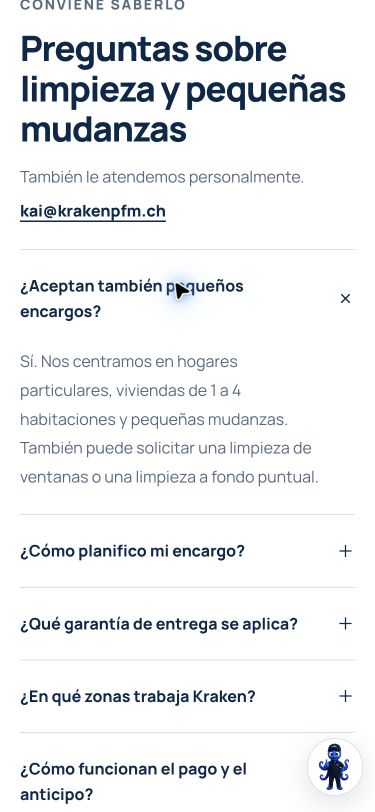 CONVIENE SABERLO
Preguntas sobre
limpieza y pequeñas
mudanzas
También le atendemos personalmente.
kai@krakenpfm.ch
¿Aceptan también pequeños
encargos?
Sí. Nos centramos en hogares
particulares, viviendas de 1 a 4
habitaciones y pequeñas mudanzas.
También puede solicitar una limpieza de
ventanas o una limpieza a fondo puntual.
¿Cómo planifico mi encargo?
¿Qué garantía de entrega se aplica?
¿En qué zonas trabaja Kraken?
¿Cómo funcionan el pago y el
anticipo?